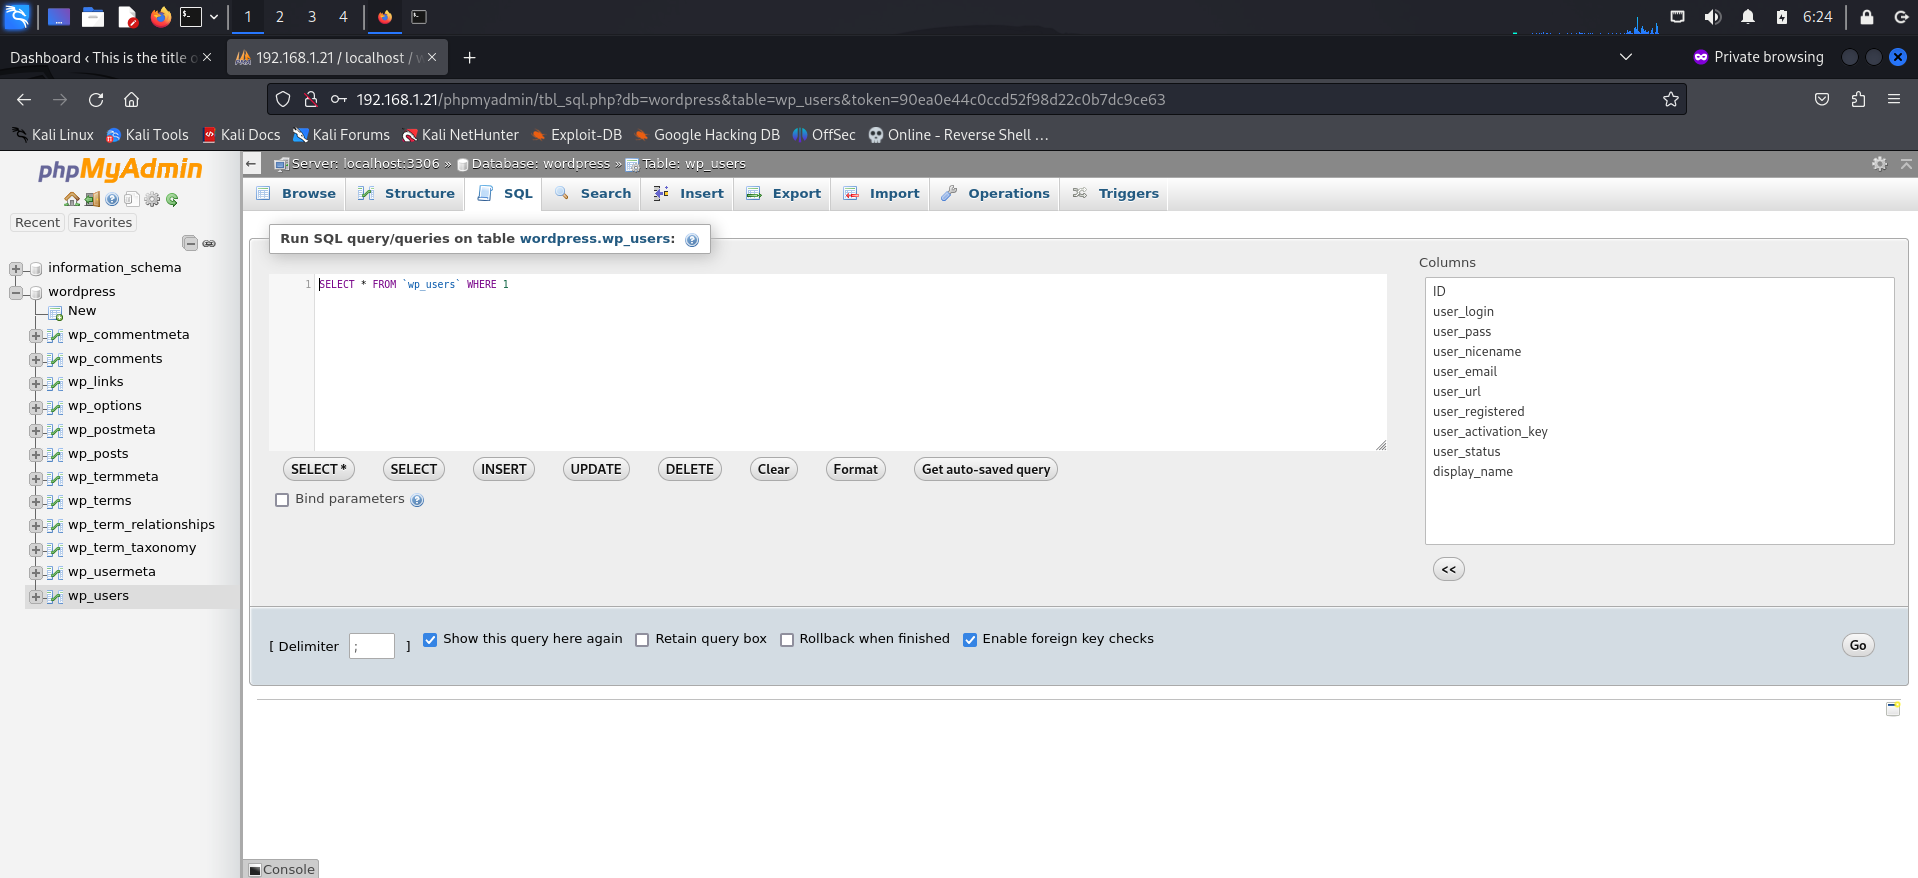 1 2 3 4 6:24
Dashboard ‹ This is the title o
192.168.1.21 / localhost / w
Private browsing
192.168.1.21/phpmyadmin/tbl_sql.php?db=wordpress&table=wp_users&token=90ea0e44c0ccd52f98d22c0b7dc9ce63
Kali Linux Kali Tools Kali Docs Kali Forums Kali NetHunter Exploit-DB Google Hacking DB OffSec Online - Reverse Shell …
phpMyAdmin
Recent Favorites
information_schema
wordpress
New
wp_commentmeta
wp_comments
wp_links
wp_options
wp_postmeta
wp_posts
wp_termmeta
wp_terms
wp_term_relationships
wp_term_taxonomy
wp_usermeta
wp_users
Server: localhost:3306 » Database: wordpress » Table: wp_users
Browse Structure SQL Search Insert Export Import Operations Triggers
Run SQL query/queries on table wordpress.wp_users:
1 SELECT * FROM `wp_users` WHERE 1
SELECT * SELECT INSERT UPDATE DELETE Clear Format Get auto-saved query
Bind parameters
Columns
ID
user_login
user_pass
user_nicename
user_email
user_url
user_registered
user_activation_key
user_status
display_name
<<
[ Delimiter ; ] Show this query here again Retain query box Rollback when finished Enable foreign key checks
Go
Console